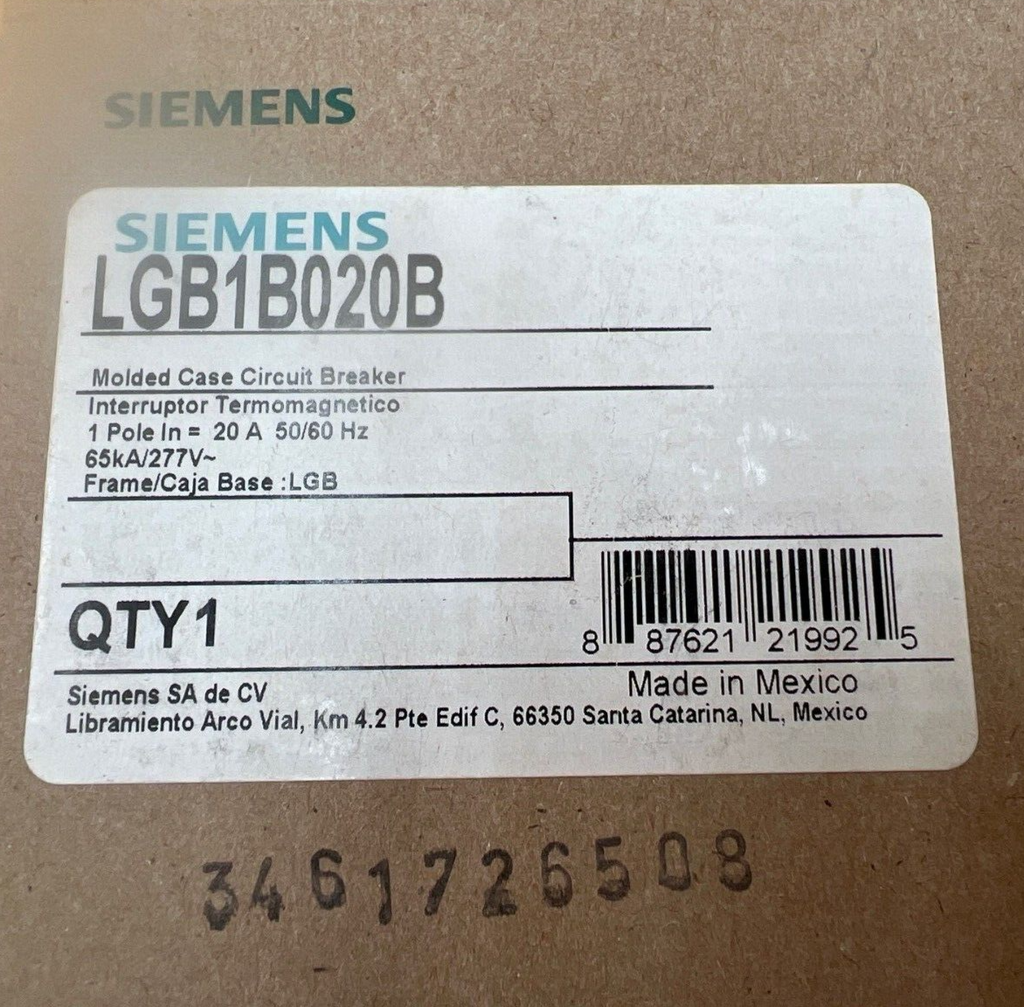 SIEMENS
SIEMENS
LGB1B020B
Molded Case Circuit Breaker
Interruptor Termomagnetico
1 Pole In = 20 A 50/60 Hz
65kA/277V~
Frame/Caja Base :LGB
QTY1
8 87621 21992 5
Made in Mexico
Siemens SA de CV
Libramiento Arco Vial, Km 4.2 Pte Edif C, 66350 Santa Catarina, NL, Mexico
3461726508